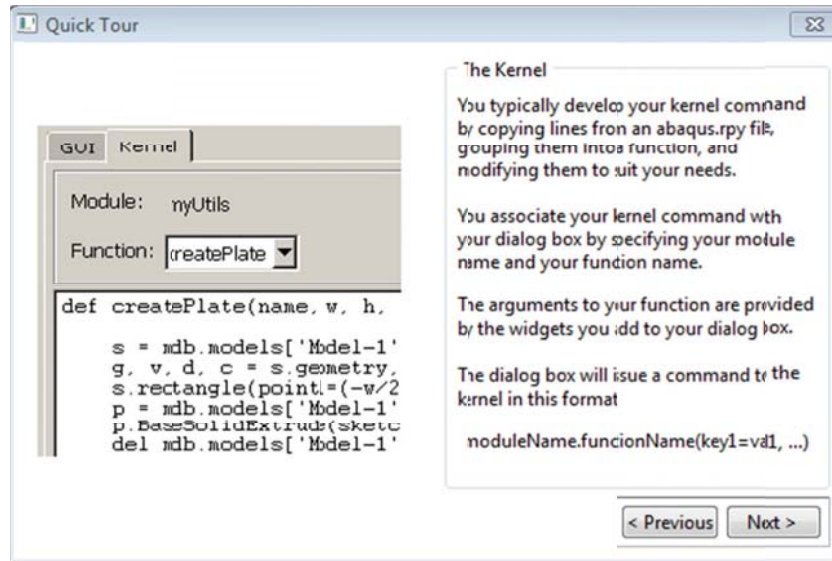 Quick Tour
GUI Kernel
Module: myUtils
Function: createPlate
def createPlate(name, w, h,
s = mdb.models['Model-1'
g, v, d, c = s.geometry,
s.rectangle(point1=(-w/2
p = mdb.models['Model-1'
p.BaseSolidExtrude(sketc
del mdb.models['Model-1'
The Kernel
You typically develop your kernel command
by copying lines from an abaqus.rpy file,
grouping them into a function, and
modifying them to suit your needs.
You associate your kernel command with
your dialog box by specifying your module
name and your function name.
The arguments to your function are provided
by the widgets you add to your dialog box.
The dialog box will issue a command to the
kernel in this format
moduleName.funcionName(key1=val1, ...)
< Previous Next >